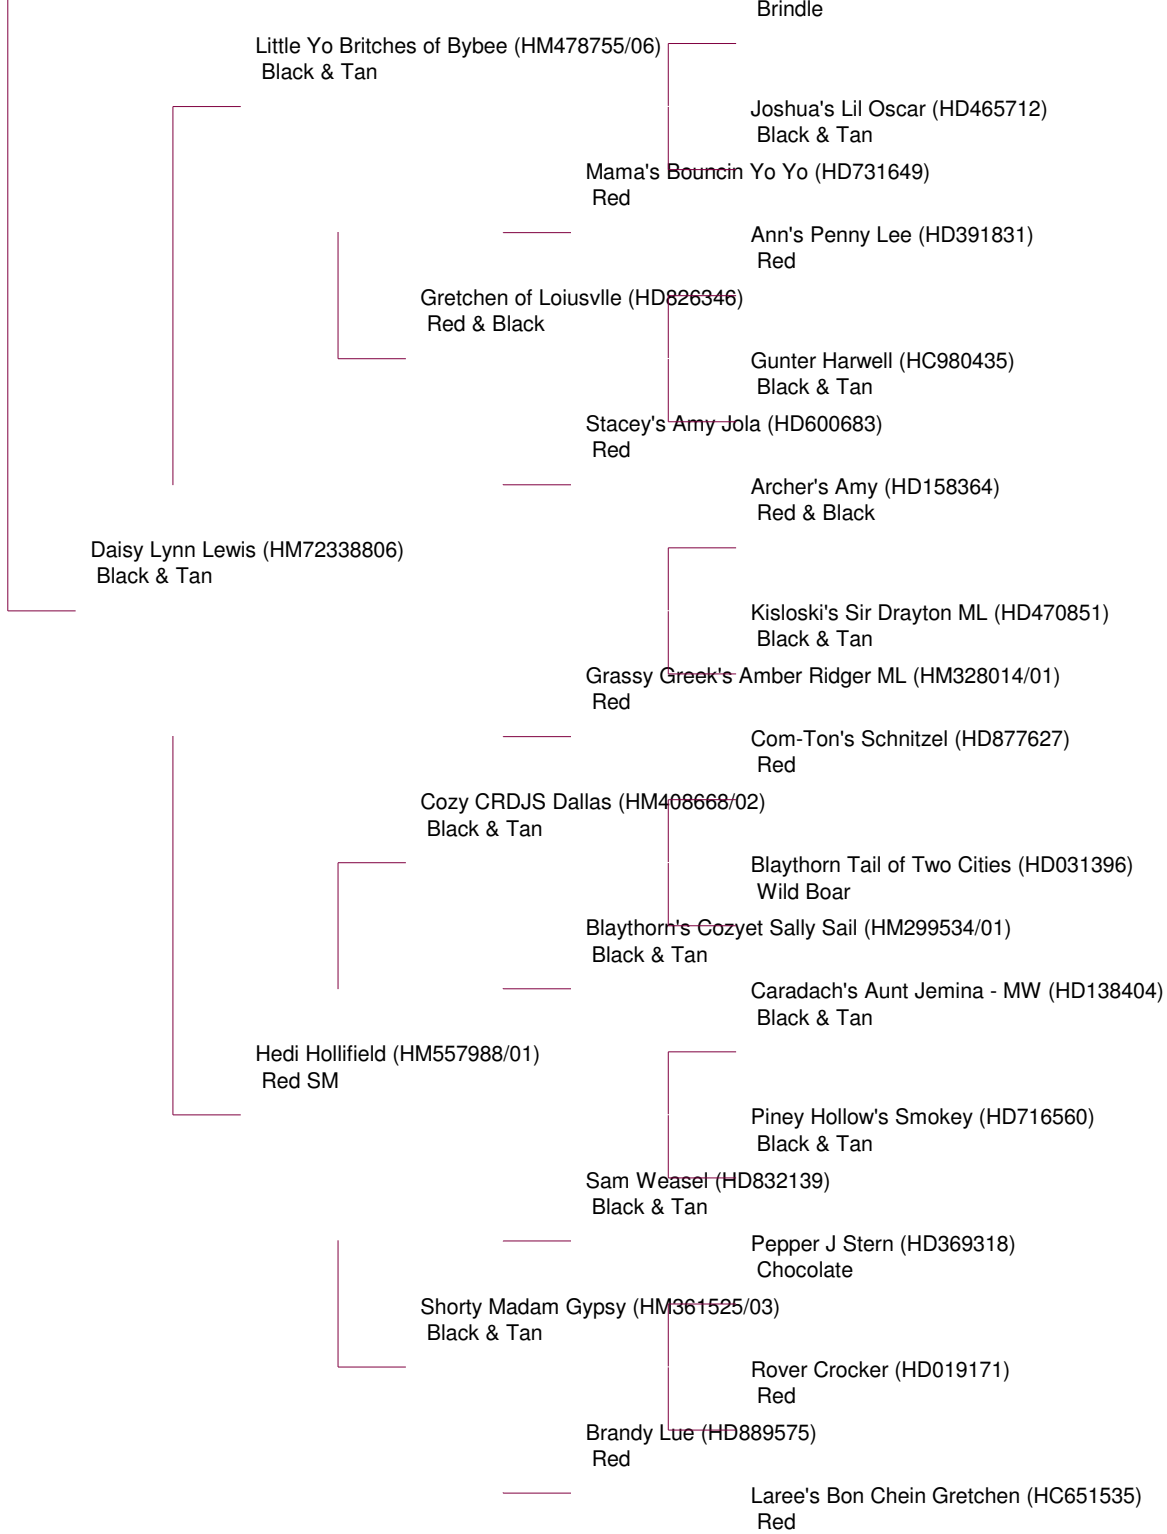 Brindle
Little Yo Britches of Bybee (HM478755/06)
Black & Tan
Joshua's Lil Oscar (HD465712)
Black & Tan
Mama's Bouncin Yo Yo (HD731649)
Red
Ann's Penny Lee (HD391831)
Red
Gretchen of Loiusvlle (HD826346)
Red & Black
Gunter Harwell (HC980435)
Black & Tan
Stacey's Amy Jola (HD600683)
Red
Archer's Amy (HD158364)
Red & Black
Daisy Lynn Lewis (HM72338806)
Black & Tan
Kisloski's Sir Drayton ML (HD470851)
Black & Tan
Grassy Greek's Amber Ridger ML (HM328014/01)
Red
Com-Ton's Schnitzel (HD877627)
Red
Cozy CRDJS Dallas (HM408668/02)
Black & Tan
Blaythorn Tail of Two Cities (HD031396)
Wild Boar
Blaythorn's Cozyet Sally Sail (HM299534/01)
Black & Tan
Caradach's Aunt Jemina - MW (HD138404)
Black & Tan
Hedi Hollifield (HM557988/01)
Red SM
Piney Hollow's Smokey (HD716560)
Black & Tan
Sam Weasel (HD832139)
Black & Tan
Pepper J Stern (HD369318)
Chocolate
Shorty Madam Gypsy (HM361525/03)
Black & Tan
Rover Crocker (HD019171)
Red
Brandy Lue (HD889575)
Red
Laree's Bon Chein Gretchen (HC651535)
Red